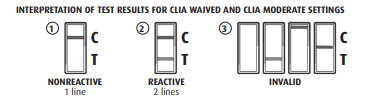 INTERPRETATION OF TEST RESULTS FOR CLIA WAIVED AND CLIA MODERATE SETTINGS
1 C T
NONREACTIVE
1 line
2 C T
REACTIVE
2 lines
3 C T
INVALID